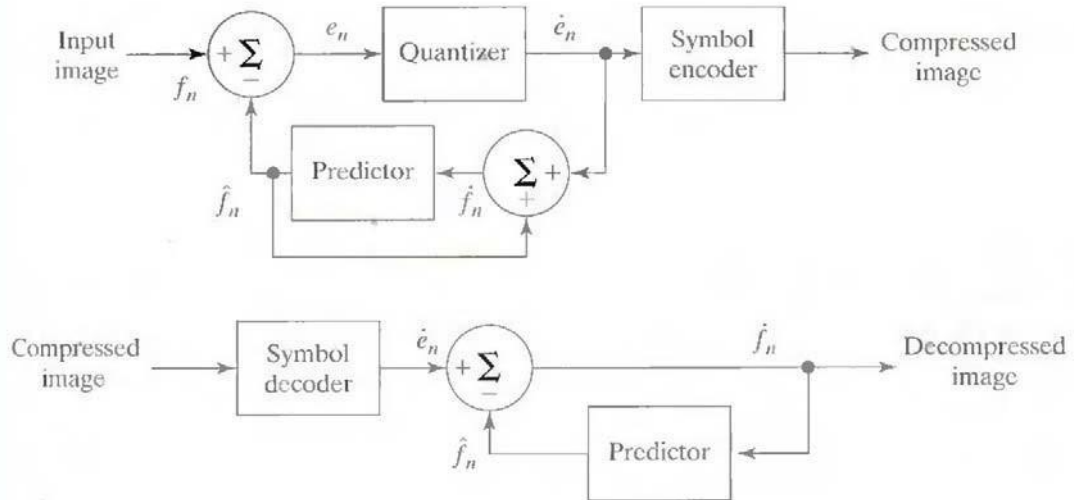 Input
image
f_n
+ Σ
−
e_n
Quantizer
ė_n
Symbol
encoder
Compressed
image
f̂_n
Predictor
ḟ_n
Σ +
+
Compressed
image
Symbol
decoder
ė_n
+ Σ
−
f̂_n
Predictor
ḟ_n
Decompressed
image